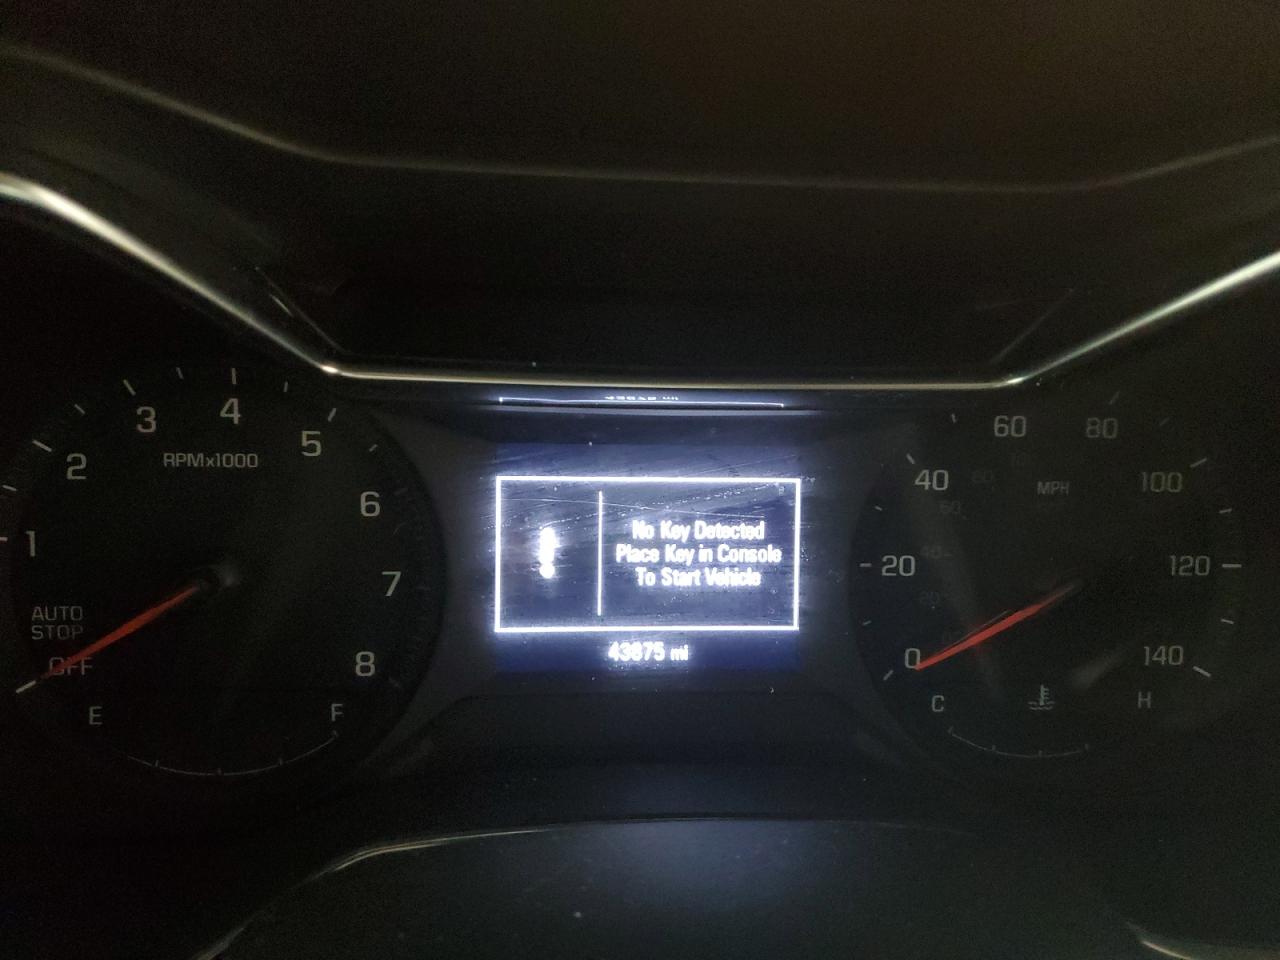 1
2
3
4
5
6
7
8
RPMx1000
AUTO
STOP
OFF
E
F
No Key Detected
Place Key in Console
To Start Vehicle
43875 mi
0
20
40
60
80
100
120
140
MPH
C
H